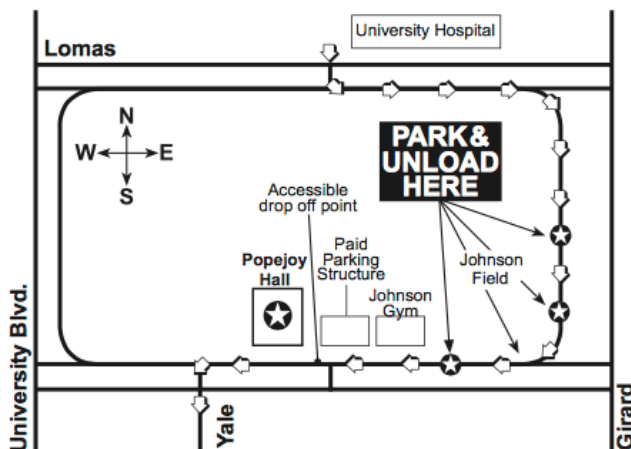 University Hospital
Lomas
N
W E
S
PARK &
UNLOAD
HERE
Accessible
drop off point
Popejoy
Hall
Paid
Parking
Structure
Johnson
Gym
Johnson
Field
University Blvd.
Yale
Girard